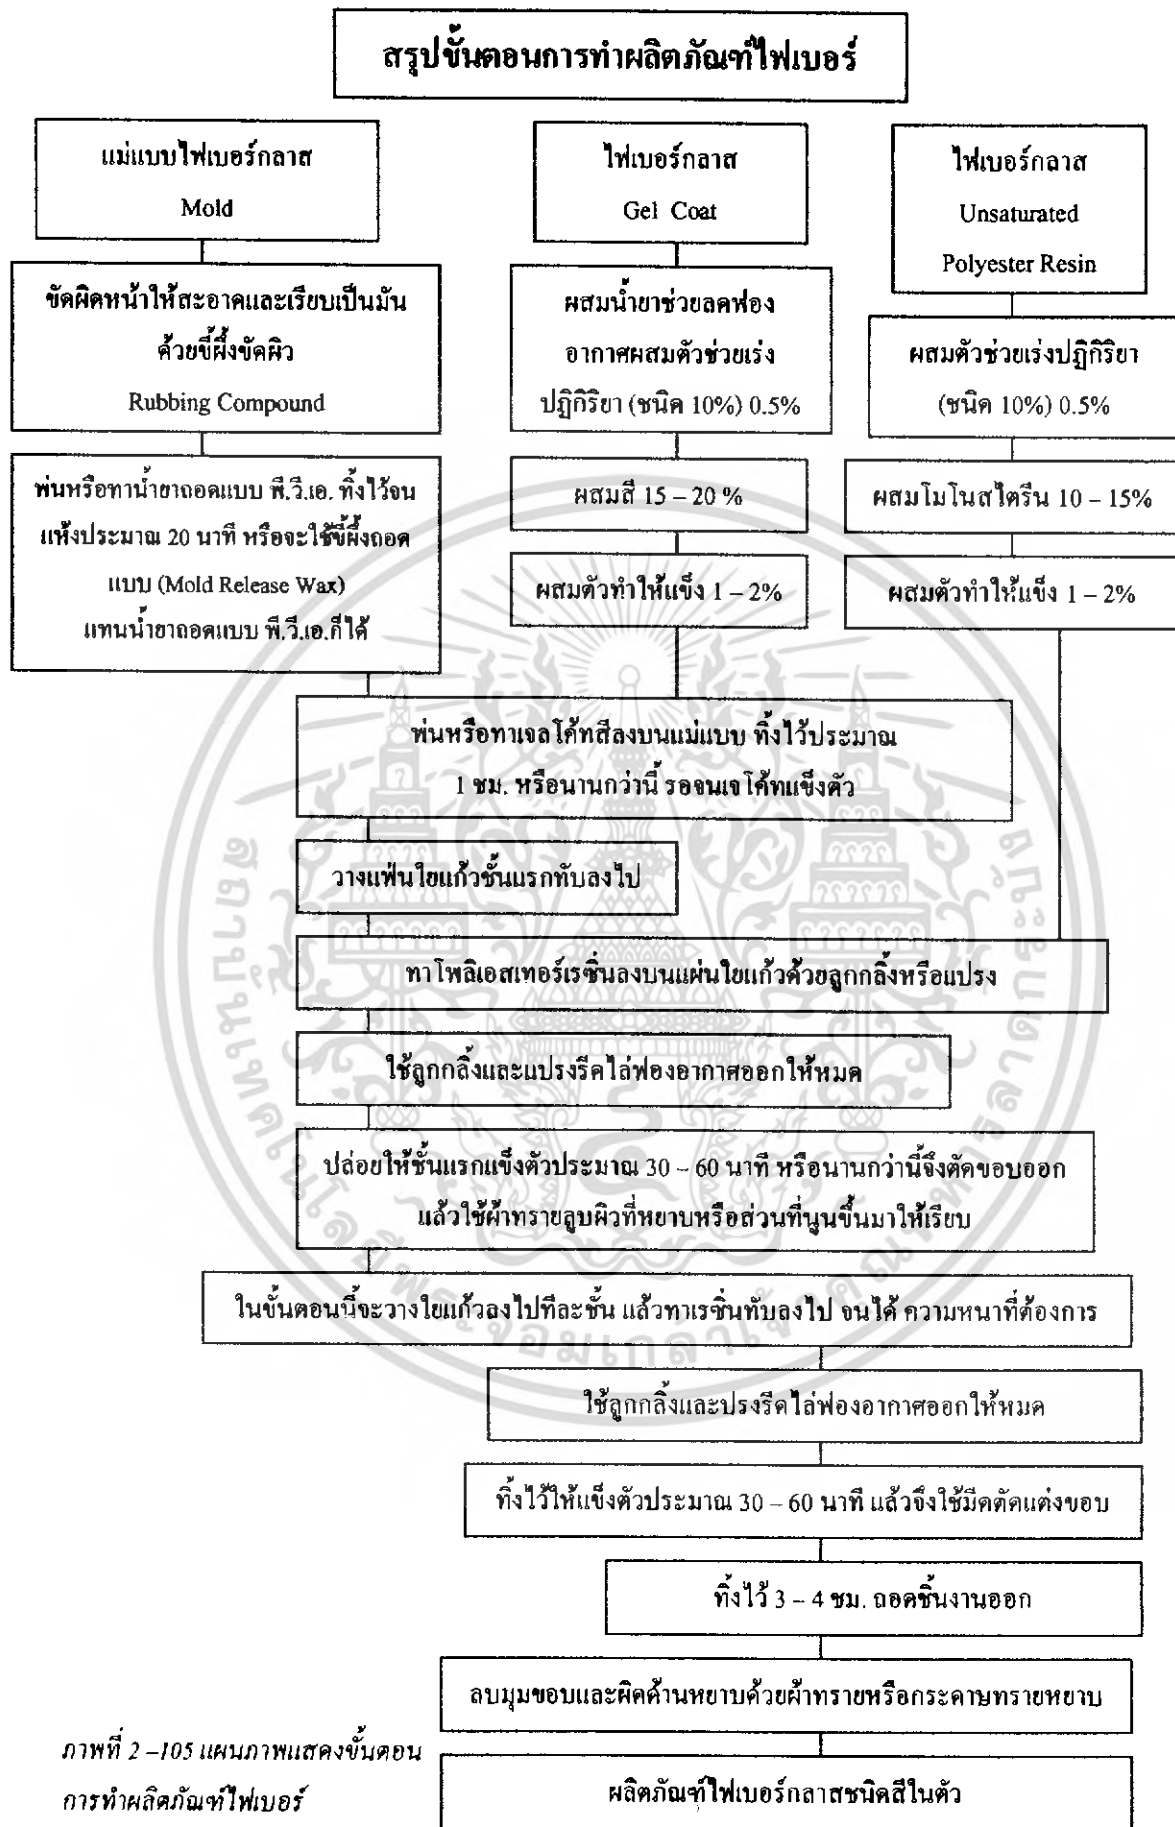 สรุปขั้นตอนการทำผลิตภัณฑ์ไฟเบอร์
แม่แบบไฟเบอร์กลาส
Mold
ไฟเบอร์กลาส
Gel Coat
ไฟเบอร์กลาส
Unsaturated
Polyester Resin
ขัดผิดหน้าให้สะอาดและเรียบเป็นมัน
ด้วยขี้ผึ้งขัดผิว
Rubbing Compound
ผสมน้ำยาช่วยลดฟอง
อากาศผสมตัวช่วยเร่ง
ปฏิกิริยา (ชนิด 10%) 0.5%
ผสมตัวช่วยเร่งปฏิกิริยา
(ชนิด 10%) 0.5%
พ่นหรือทาน้ำยาถอดแบบ พี.วี.เอ. ทิ้งไว้จน
แห้งประมาณ 20 นาที หรือจะใช้ขี้ผึ้งถอด
แบบ (Mold Release Wax)
แทนน้ำยาถอดแบบ พี.วี.เอ.ก็ได้
ผสมสี 15 – 20 %
ผสมโมโนสไตรีน 10 – 15%
ผสมตัวทำให้แข็ง 1 – 2%
ผสมตัวทำให้แข็ง 1 – 2%
พ่นหรือทาเจลโค้ทสีลงบนแม่แบบ ทิ้งไว้ประมาณ
1 ชม. หรือนานกว่านี้ รอจนเจโค้ทแข็งตัว
วางแฟ่นใยแก้วชั้นแรกทับลงไป
ทาโพลิเอสเทอร์เรซิ่นลงบนแผ่นใยแก้วด้วยลูกกลิ้งหรือแปรง
ใช้ลูกกลิ้งและแปรงรีดไล่ฟองอากาศออกให้หมด
ปล่อยให้ชั้นแรกแข็งตัวประมาณ 30 – 60 นาที หรือนานกว่านี้จึงตัดขอบออก
แล้วใช้ผ้าทรายลูบผิวที่หยาบหรือส่วนที่นูนขึ้นมาให้เรียบ
ในขั้นตอนนี้จะวางใยแก้วลงไปทีละชั้น แล้วทาเรซิ่นทับลงไป จนได้ ความหนาที่ต้องการ
ใช้ลูกกลิ้งและปรงรีดไล่ฟองอากาศออกให้หมด
ทิ้งไว้ให้แข็งตัวประมาณ 30 – 60 นาที แล้วจึงใช้มีดตัดแต่งขอบ
ทิ้งไว้ 3 – 4 ชม. ถอดชิ้นงานออก
ลบมุมขอบและผิดด้านหยาบด้วยผ้าทรายหรือกระดาษทรายหยาบ
ผลิตภัณฑ์ไฟเบอร์กลาสชนิดสีในตัว
ภาพที่ 2 –105 แผนภาพแสดงขั้นตอน
การทำผลิตภัณฑ์ไฟเบอร์
สถาบันเทคโนโลยีพระจอมเกล้าเจ้าคุณทหารลาดกระบัง